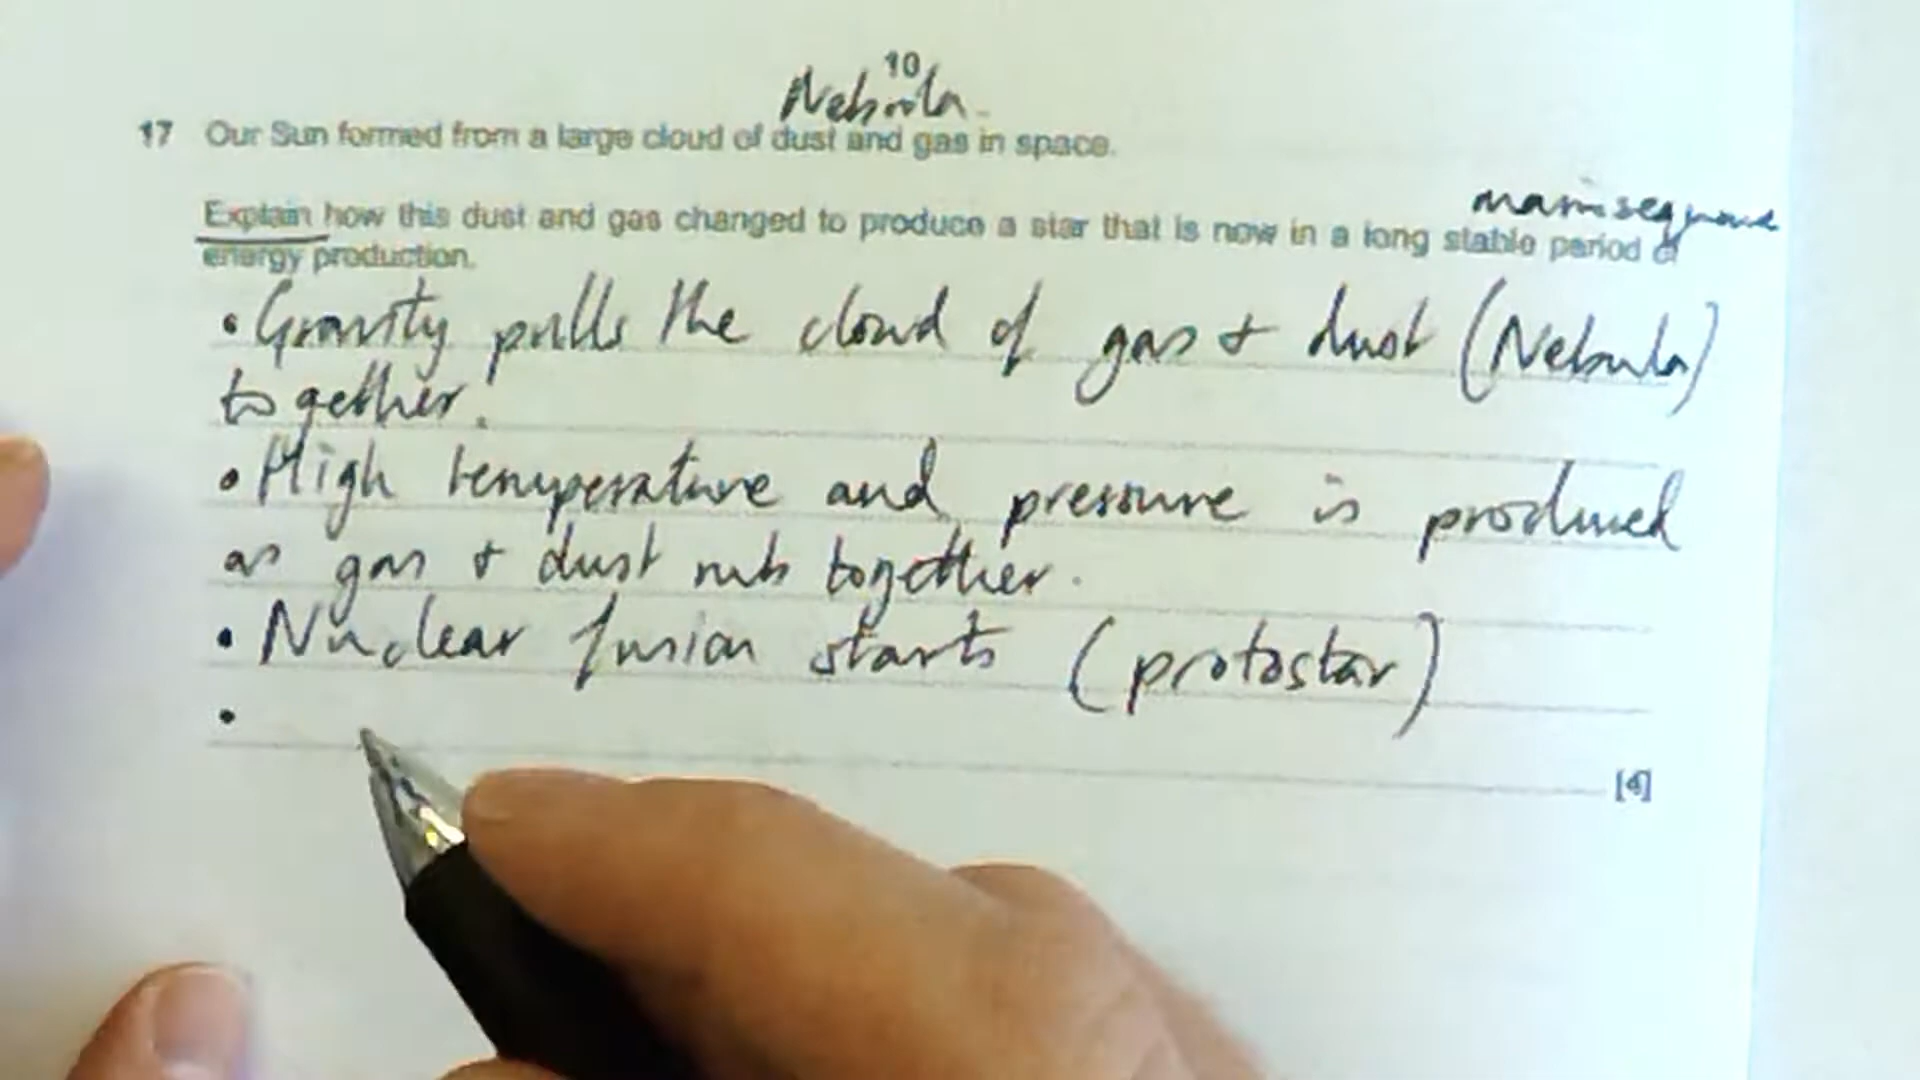 10
Nebula
17 Our Sun formed from a large cloud of dust and gas in space.
main sequence
Explain how this dust and gas changed to produce a star that is now in a long stable period of
energy production.
• Gravity pulls the cloud of gas + dust (Nebula)
together.
• High temperature and pressure is produced
as gas + dust rub together.
• Nuclear fusion starts (protostar)
•
[4]